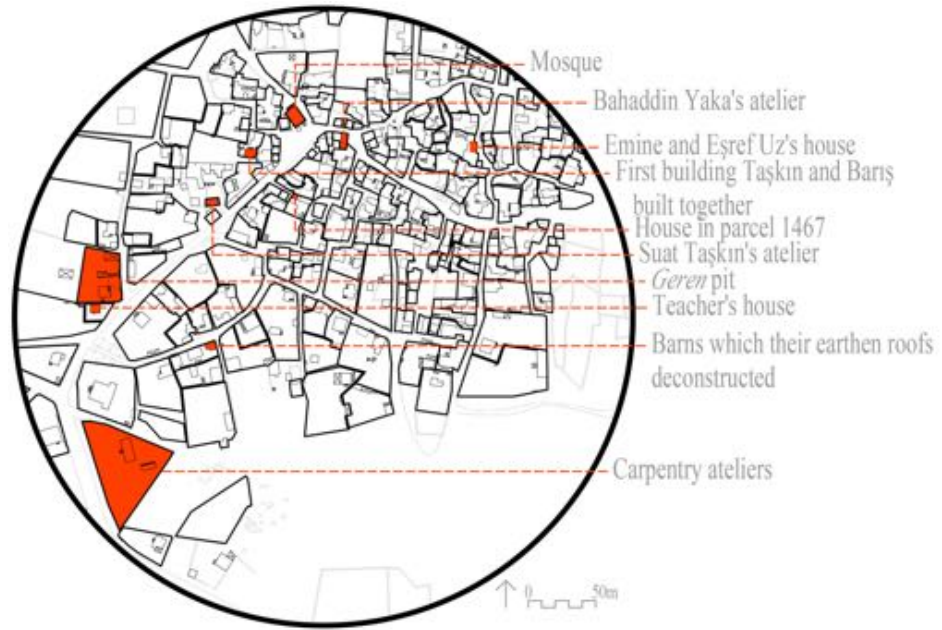 Mosque
Bahaddin Yaka's atelier
Emine and Eşref Uz's house
First building Taşkın and Barış
built together
House in parcel 1467
Suat Taşkın's atelier
Geren pit
Teacher's house
Barns which their earthen roofs
deconstructed
Carpentry ateliers
0 50m